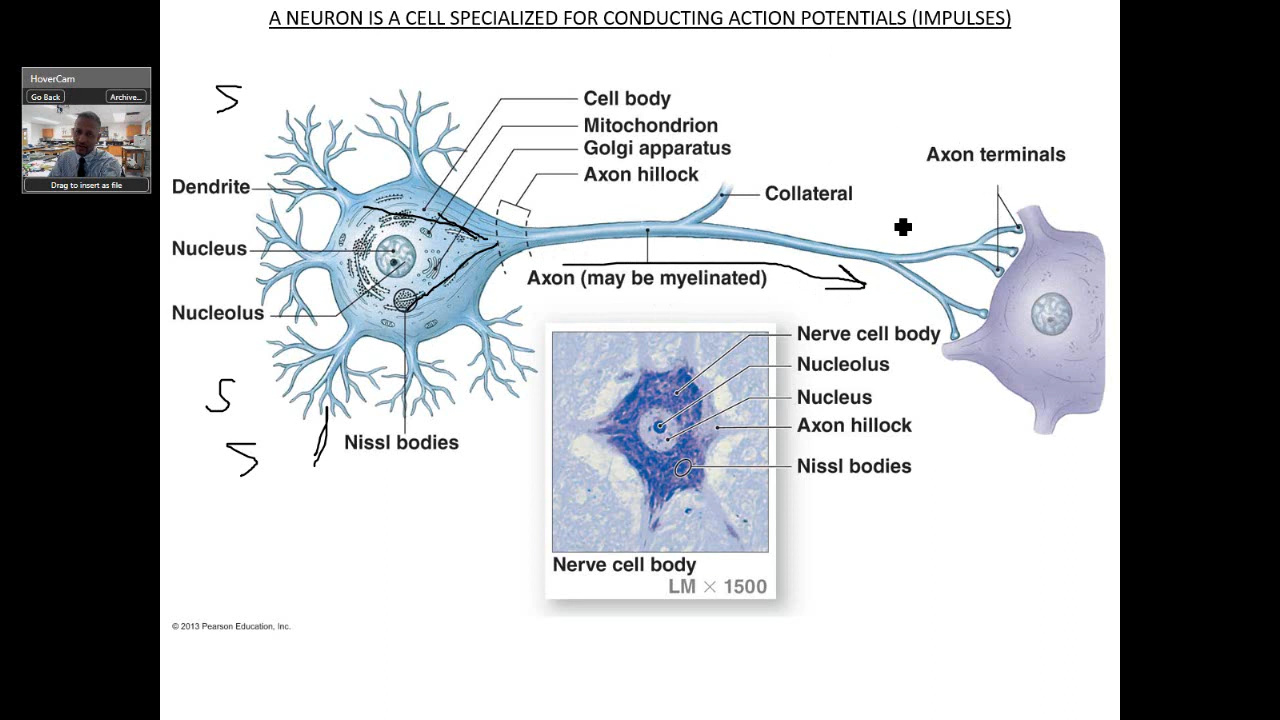 A NEURON IS A CELL SPECIALIZED FOR CONDUCTING ACTION POTENTIALS (IMPULSES)
HoverCam
Go Back
Archive...
Drag to insert as file
S
Cell body
Mitochondrion
Golgi apparatus
Axon hillock
Collateral
Axon terminals
Dendrite
Nucleus
Nucleolus
Axon (may be myelinated)
S
S
Nissl bodies
Nerve cell body
Nucleolus
Nucleus
Axon hillock
Nissl bodies
Nerve cell body
LM × 1500
© 2013 Pearson Education, Inc.